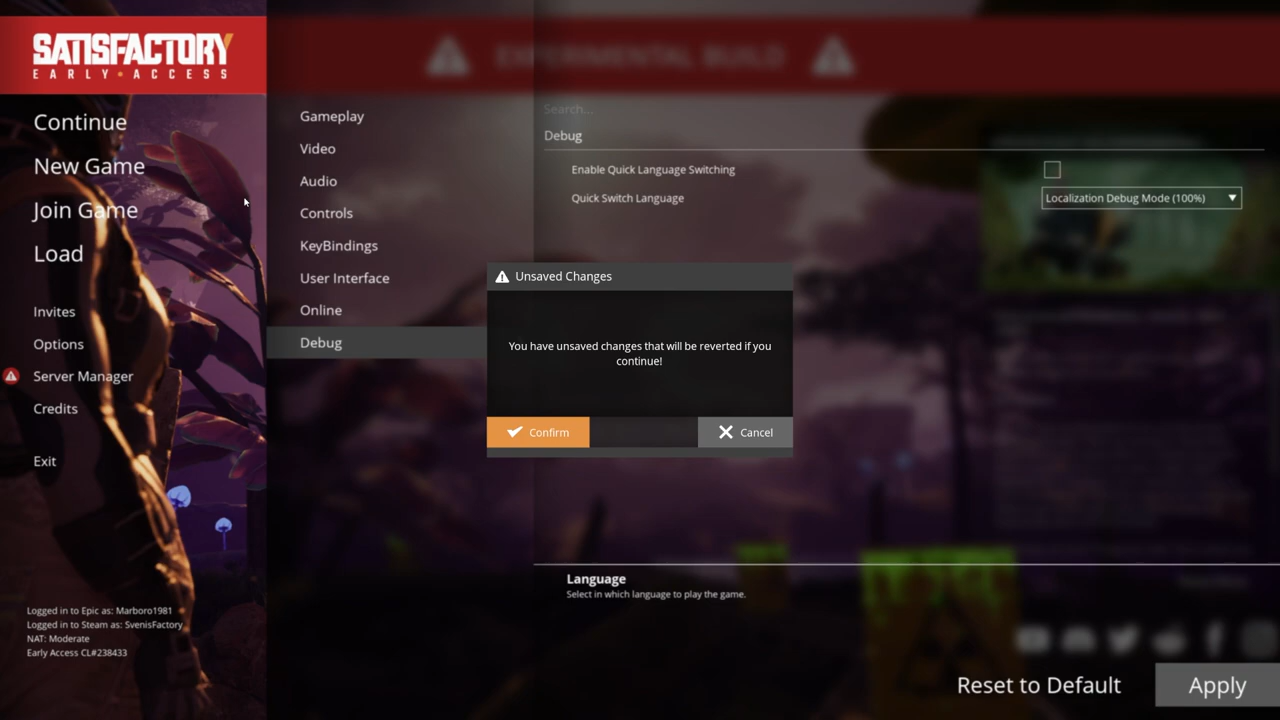 SATISFACTORY
EARLY ACCESS
EXPERIMENTAL BUILD
Continue
New Game
Join Game
Load
Invites
Options
Server Manager
Credits
Exit
Logged in to Epic as: Marboro1981
Logged in to Steam as: SvenisFactory
NAT: Moderate
Early Access CL#238433
Gameplay
Video
Audio
Controls
KeyBindings
User Interface
Online
Debug
Search...
Debug
Enable Quick Language Switching
Quick Switch Language
Localization Debug Mode (100%)
Unsaved Changes
You have unsaved changes that will be reverted if you
continue!
Confirm
Cancel
Language
Select in which language to play the game.
Reset to Default
Apply